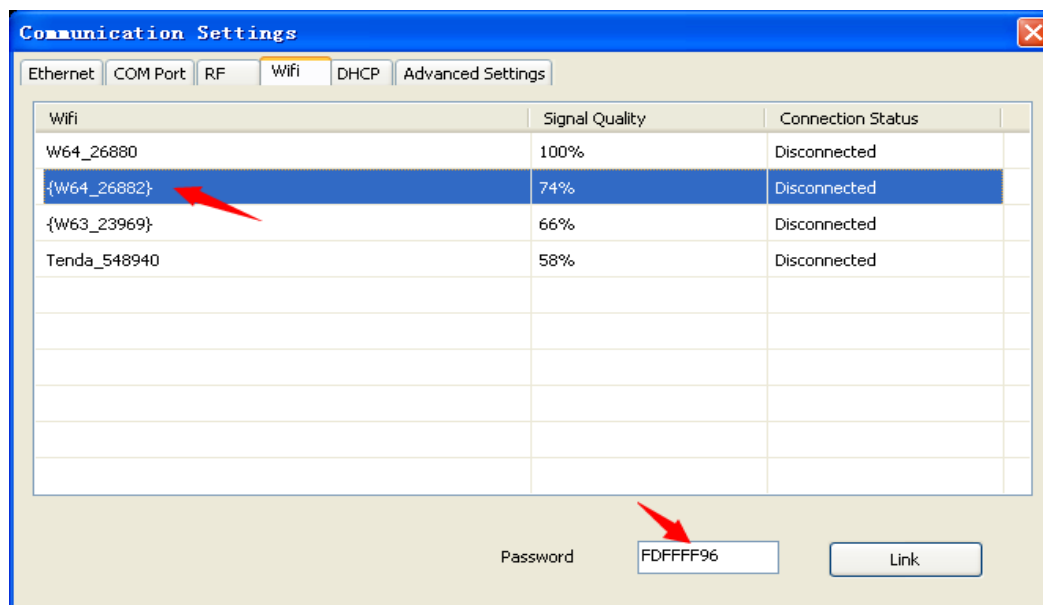 Communication Settings
Ethernet COM Port RF Wifi DHCP Advanced Settings
Wifi Signal Quality Connection Status
W64_26880 100% Disconnected
{W64_26882} 74% Disconnected
{W63_23969} 66% Disconnected
Tenda_548940 58% Disconnected
Password FDFFFF96 Link